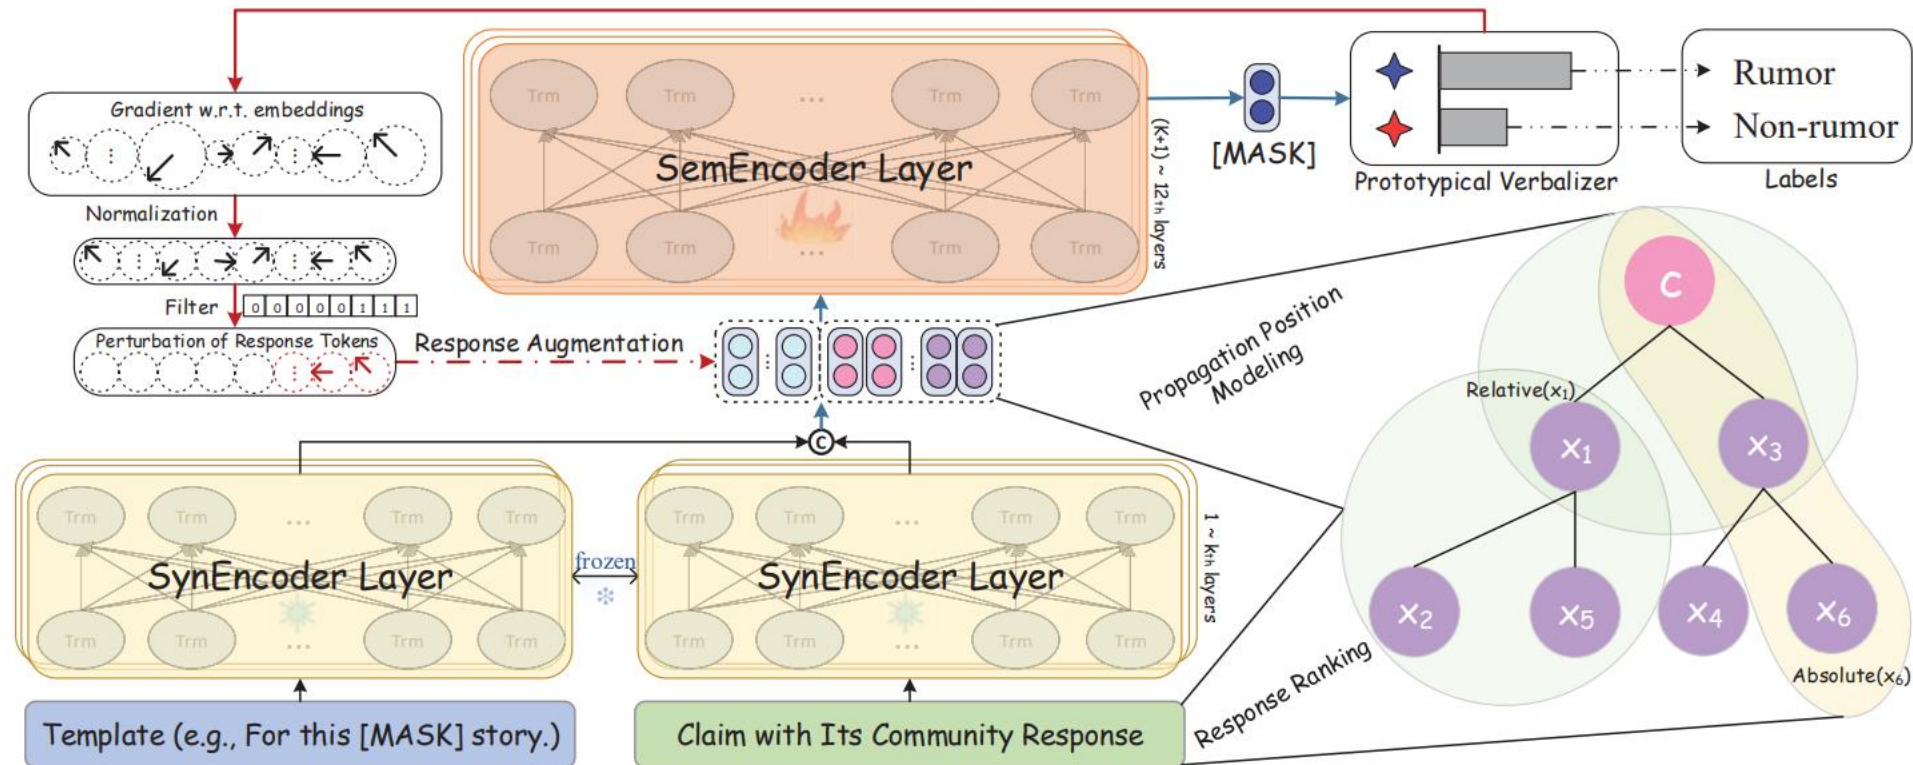 Gradient w.r.t. embeddings
Normalization
Filter
0 0 0 0 0 1 1 1
Perturbation of Response Tokens
Response Augmentation
Trm Trm ... Trm Trm
SemEncoder Layer
Trm Trm ... Trm Trm
(K+1) ~ 12th layers
[MASK]
Prototypical Verbalizer
Rumor
Non-rumor
Labels
Propagation Position
Modeling
C
Relative(x1)
x1
x3
x2
x5
x4
x6
Absolute(x6)
Response Ranking
C
Trm Trm ... Trm Trm
SynEncoder Layer
Trm Trm ... Trm Trm
frozen
Trm Trm ... Trm Trm
SynEncoder Layer
Trm Trm ... Trm Trm
1 ~ kth layers
Template (e.g., For this [MASK] story.)
Claim with Its Community Response